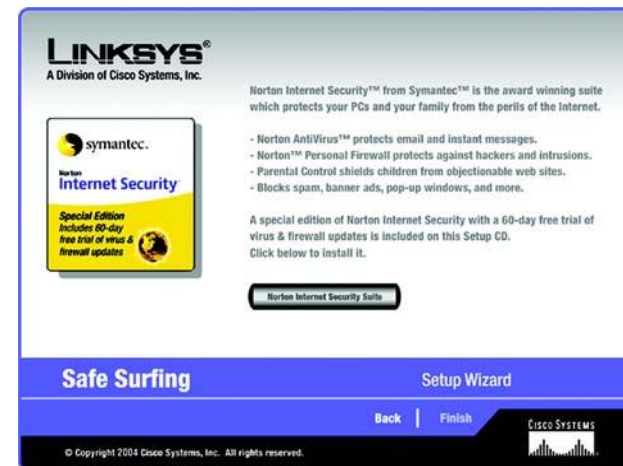 LINKSYS®
A Division of Cisco Systems, Inc.
symantec.
Norton
Internet Security
Special Edition
Includes 60-day
free trial of virus &
firewall updates
Norton Internet Security™ from Symantec™ is the award winning suite
which protects your PCs and your family from the perils of the Internet.
- Norton AntiVirus™ protects email and instant messages.
- Norton™ Personal Firewall protects against hackers and intrusions.
- Parental Control shields children from objectionable web sites.
- Blocks spam, banner ads, pop-up windows, and more.
A special edition of Norton Internet Security with a 60-day free trial of
virus & firewall updates is included on this Setup CD.
Click below to install it.
Norton Internet Security Suite
Safe Surfing
Setup Wizard
Back
Finish
CISCO SYSTEMS
© Copyright 2004 Cisco Systems, Inc. All rights reserved.